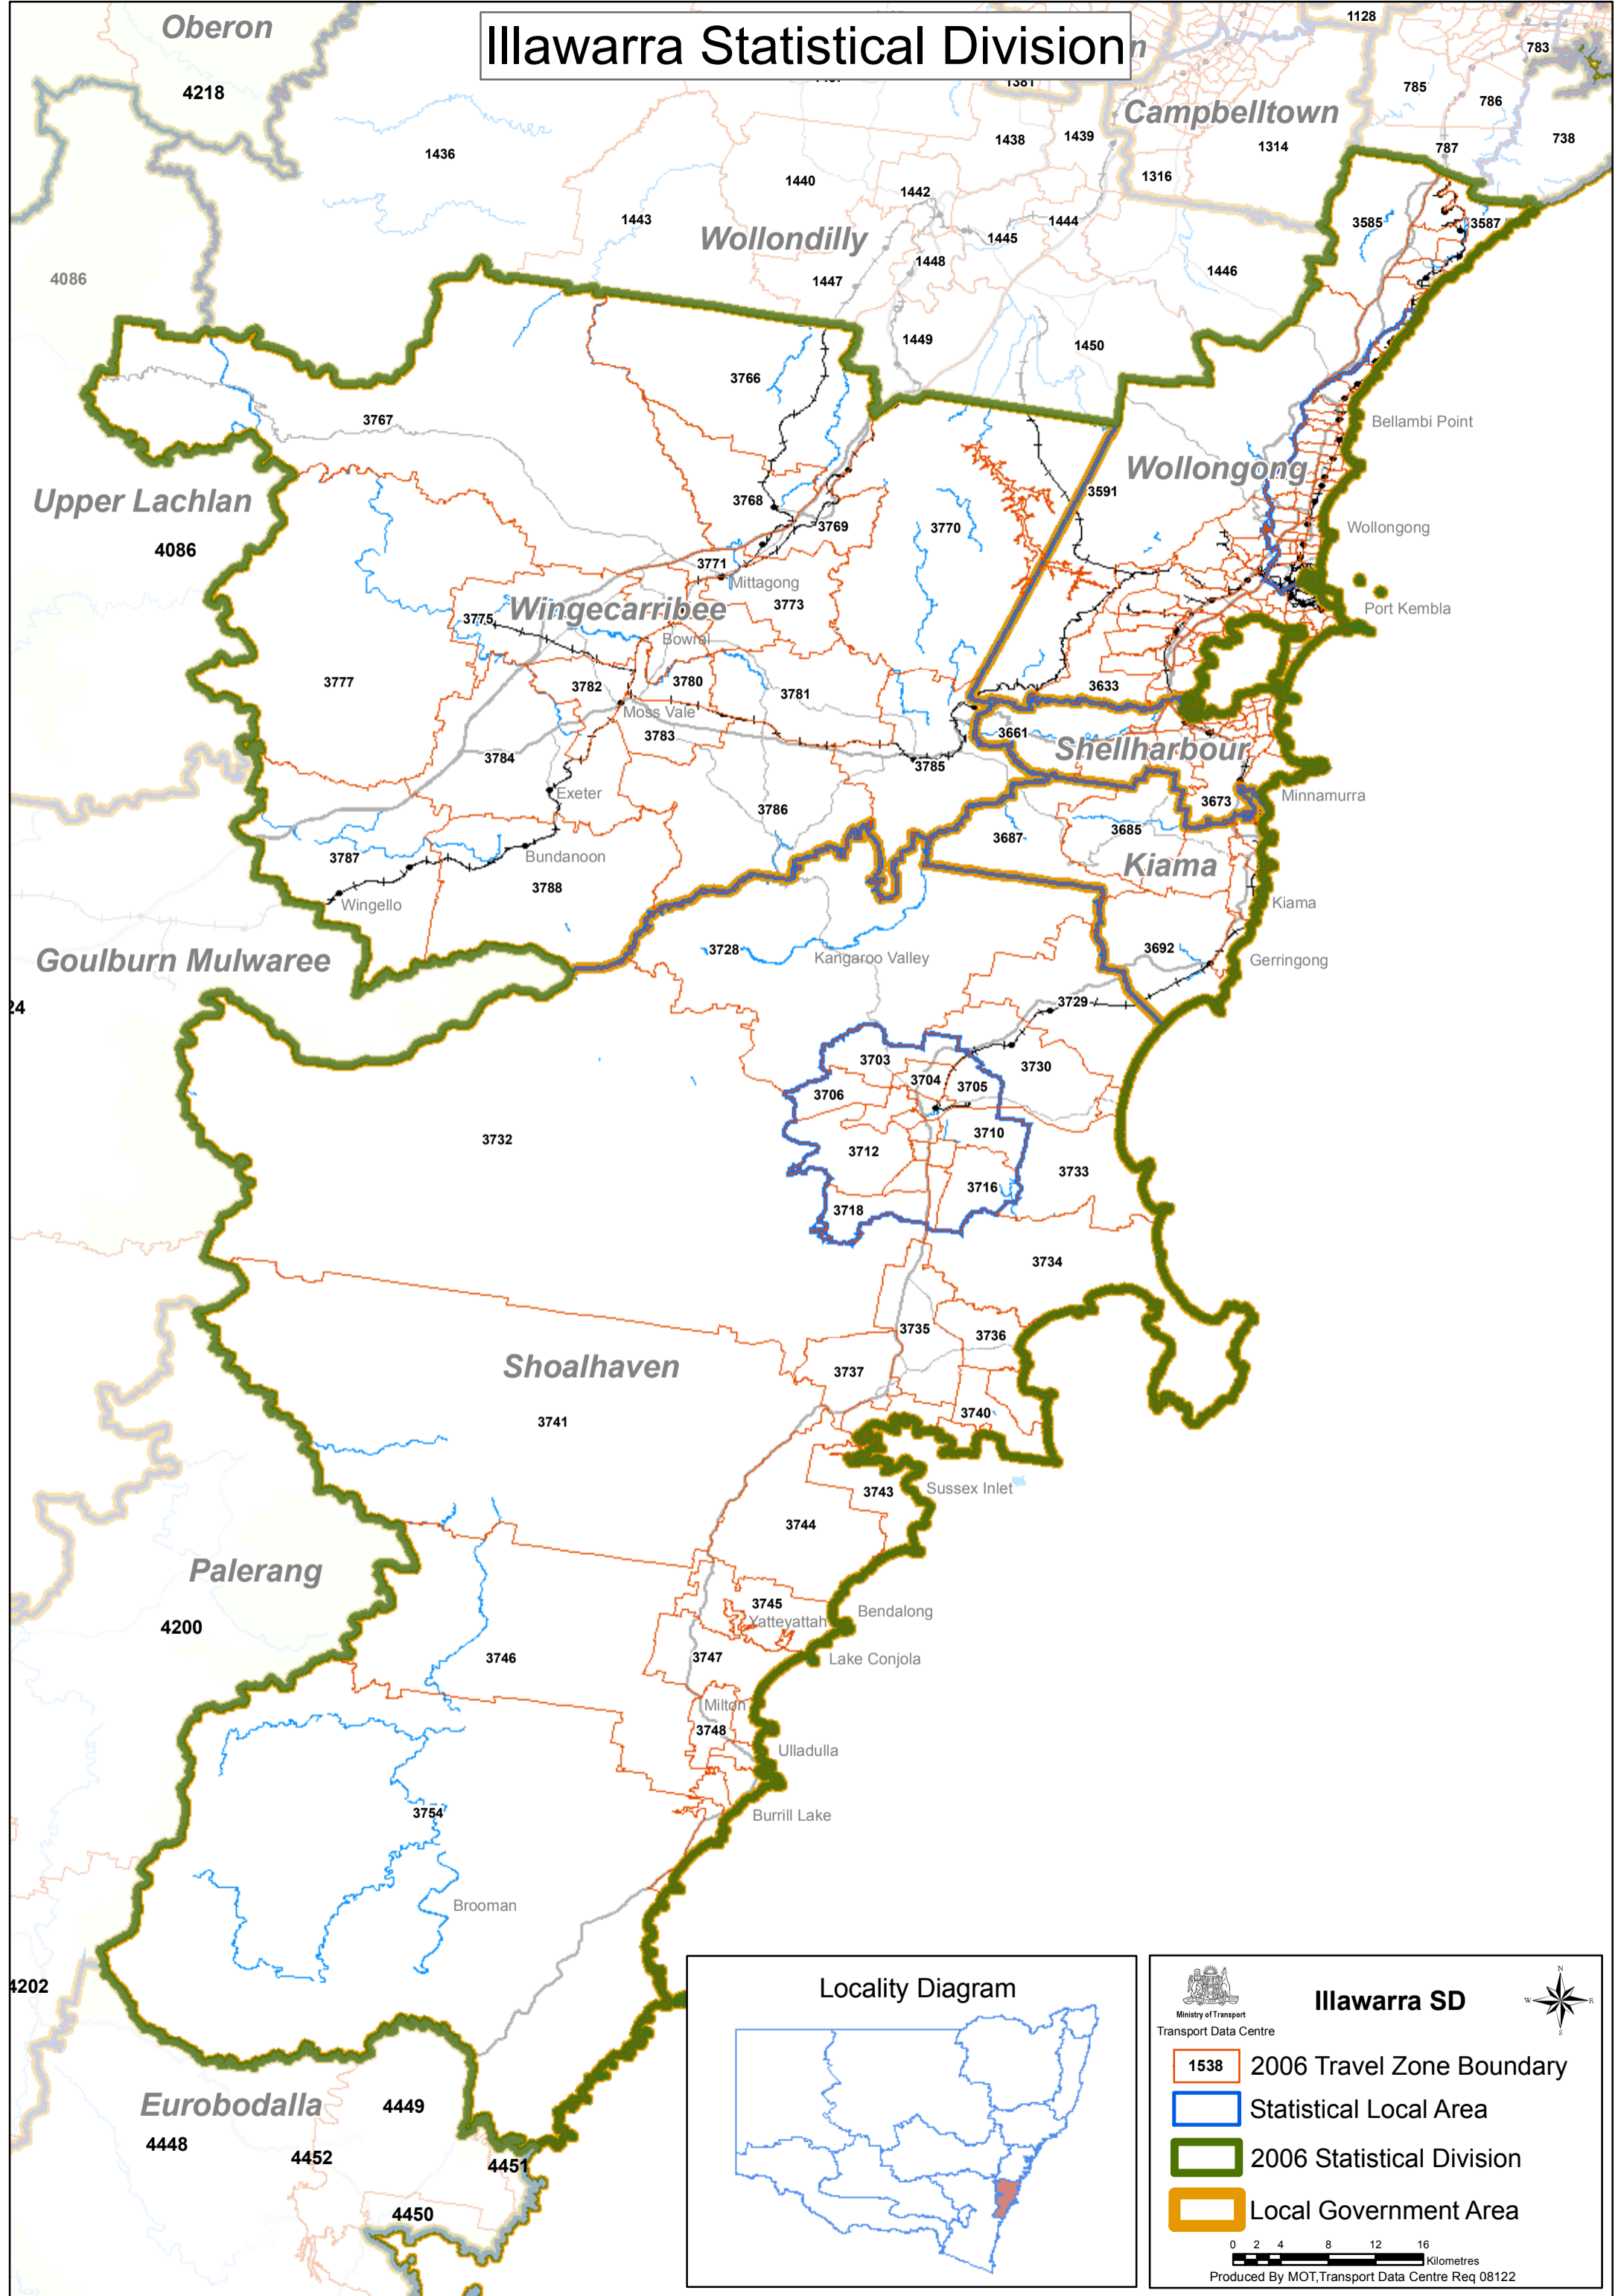 Illawarra Statistical Division
Oberon
1128
783
4218
785
786
Campbelltown
1438
1439
1314
787
738
1436
1440
1442
1316
1443
1444
3585
3587
Wollondilly
1445
1448
1446
4086
1447
1449
1450
3766
3767
Bellambi Point
Wollongong
Upper Lachlan
3591
3768
3769
3770
Wollongong
4086
3771
Mittagong
3773
Port Kembla
Wingecarribee
3775
Bowral
3777
3782
3780
3781
3633
Moss Vale
3783
3661
Shellharbour
3784
3785
Exeter
3673
Minnamurra
3786
3685
3687
Bundanoon
3787
Kiama
3788
Wingello
Kiama
3728
3692
Goulburn Mulwaree
Kangaroo Valley
Gerringong
24
3729
3703
3730
3704
3705
3706
3732
3710
3712
3733
3716
3718
3734
3735
3736
Shoalhaven
3737
3741
3740
3743
Sussex Inlet
3744
Palerang
3745
Bendalong
Yatteyattah
4200
3746
3747
Lake Conjola
Milton
3748
Ulladulla
3754
Burrill Lake
Brooman
4202
Eurobodalla
4449
4448
4452
4451
4450
Locality Diagram
Ministry of Transport
Transport Data Centre
Illawarra SD
N
W
S
1538
2006 Travel Zone Boundary
Statistical Local Area
2006 Statistical Division
Local Government Area
0 2 4 8 12 16
Kilometres
Produced By MOT,Transport Data Centre Req 08122